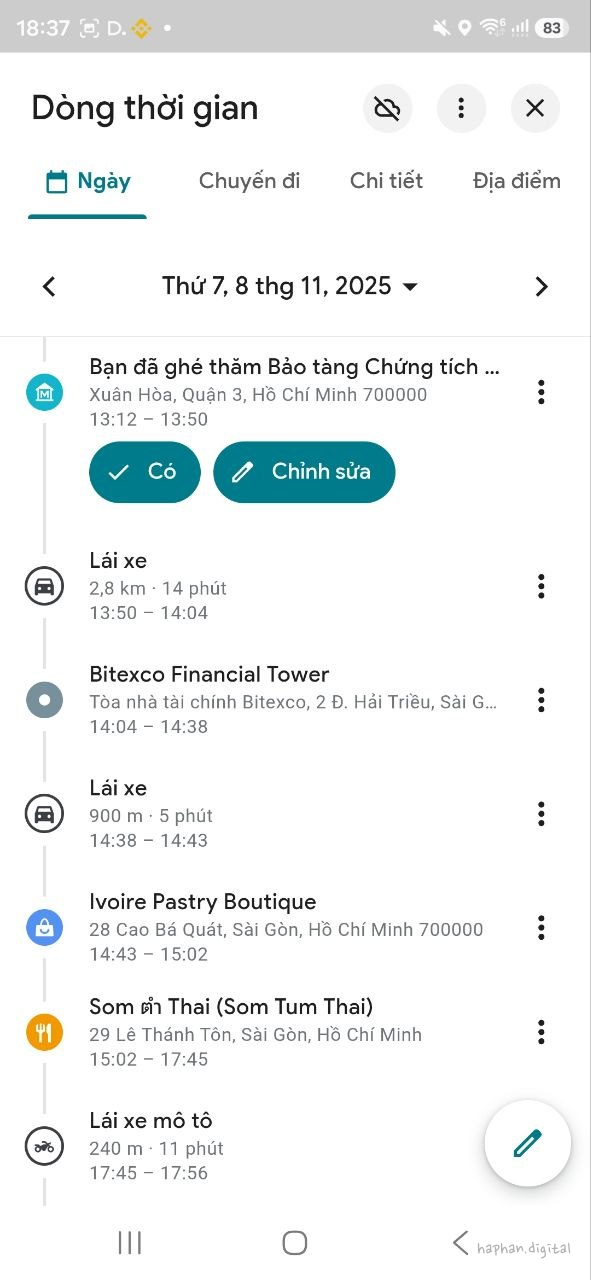 18:37 D.
6 83
Dòng thời gian
Ngày Chuyến đi Chi tiết Địa điểm
Thứ 7, 8 thg 11, 2025
Bạn đã ghé thăm Bảo tàng Chứng tích ...
Xuân Hòa, Quận 3, Hồ Chí Minh 700000
13:12 – 13:50
Có Chỉnh sửa
Lái xe
2,8 km · 14 phút
13:50 – 14:04
Bitexco Financial Tower
Tòa nhà tài chính Bitexco, 2 Đ. Hải Triều, Sài G...
14:04 – 14:38
Lái xe
900 m · 5 phút
14:38 – 14:43
Ivoire Pastry Boutique
28 Cao Bá Quát, Sài Gòn, Hồ Chí Minh 700000
14:43 – 15:02
Som ตำ Thai (Som Tum Thai)
29 Lê Thánh Tôn, Sài Gòn, Hồ Chí Minh
15:02 – 17:45
Lái xe mô tô
240 m · 11 phút
17:45 – 17:56
haphan.digital